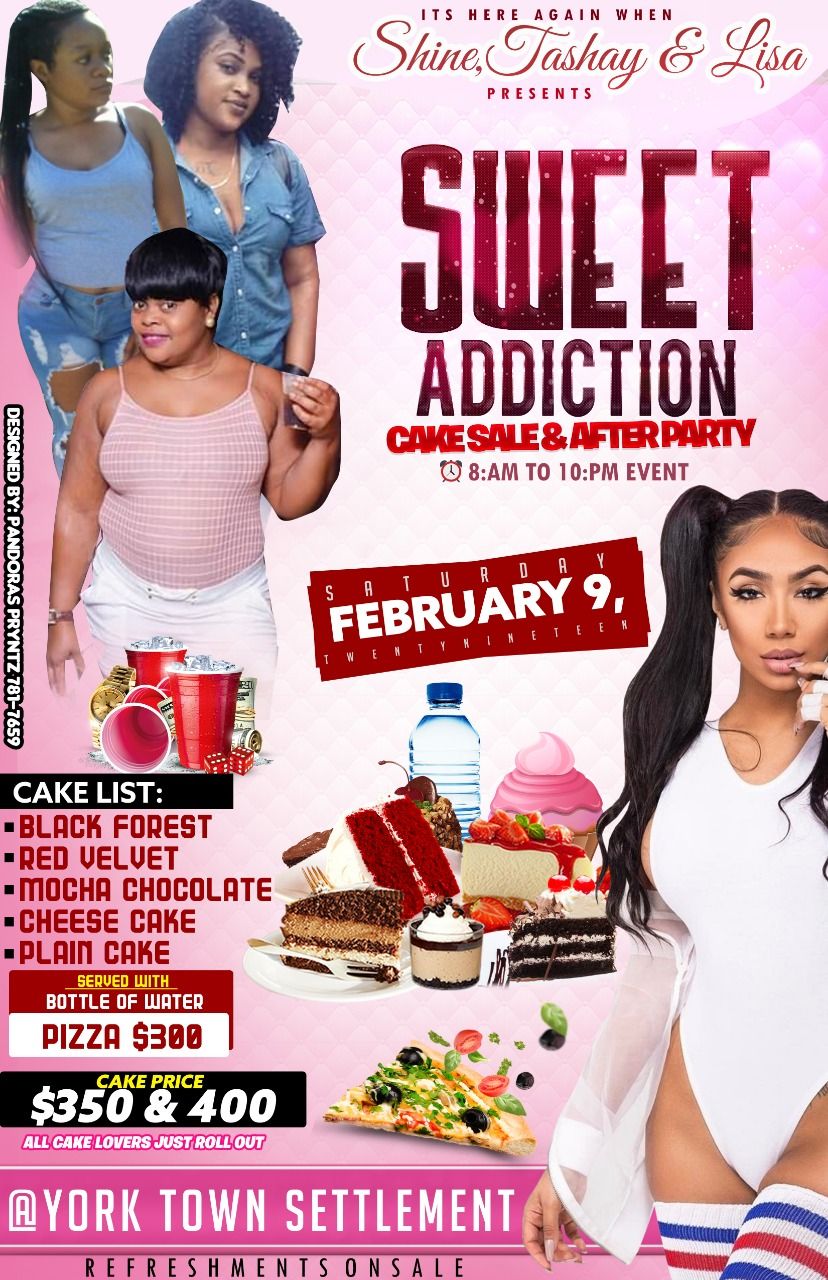 ITS HERE AGAIN WHEN
Shine, Tashay & Lisa
PRESENTS
SWEET
ADDICTION
CAKE SALE & AFTER PARTY
8:AM TO 10:PM EVENT
SATURDAY
FEBRUARY 9,
TWENTYNINETEEN
DESIGNED BY: PANDORAS PRYNTZ 781-7659
CAKE LIST:
▪BLACK FOREST
▪RED VELVET
▪MOCHA CHOCOLATE
▪CHEESE CAKE
▪PLAIN CAKE
SERVED WITH
BOTTLE OF WATER
PIZZA $300
CAKE PRICE
$350 & 400
ALL CAKE LOVERS JUST ROLL OUT
@YORK TOWN SETTLEMENT
REFRESHMENTS ON SALE